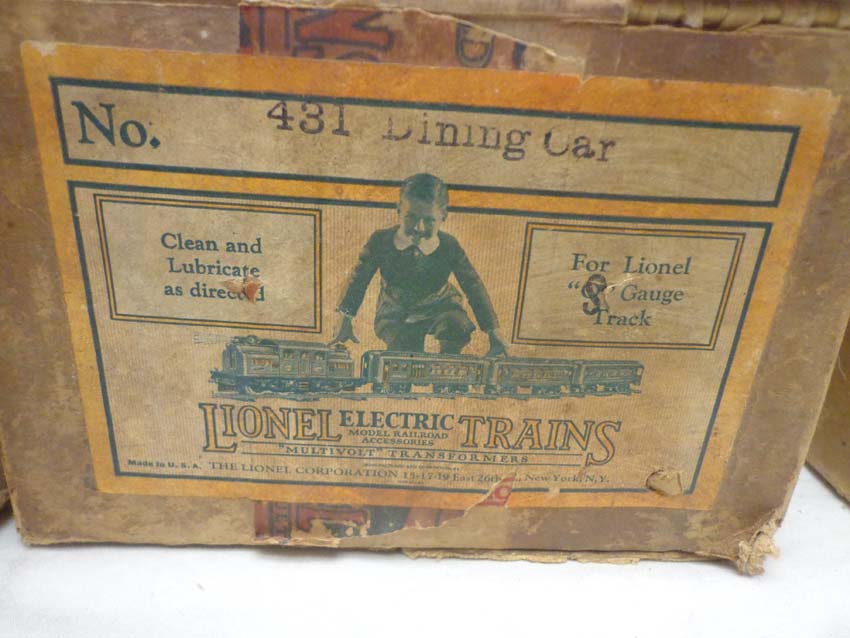 No. 431 Dining Car
Clean and
Lubricate
as directed
For Lionel
"S" Gauge
Track
LIONEL ELECTRIC TRAINS
MODEL RAILROAD
ACCESSORIES
"MULTIVOLT" TRANSFORMERS
Made in U. S. A. THE LIONEL CORPORATION 15-17-19 East 26th New York, N, Y.